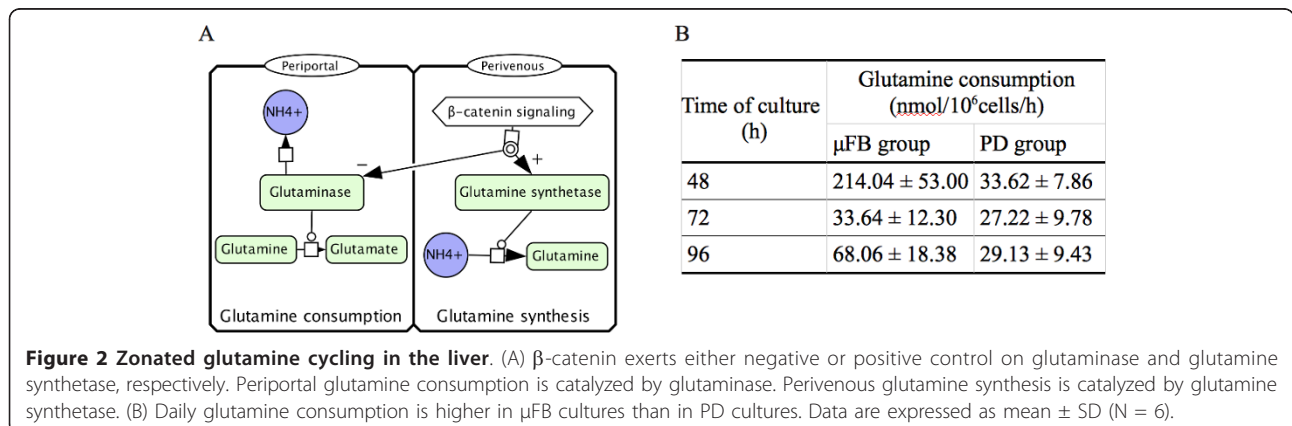 A
Periportal
Perivenous
NH4+
β-catenin signaling
−
+
Glutaminase
Glutamine synthetase
Glutamine
Glutamate
NH4+
Glutamine
Glutamine consumption
Glutamine synthesis
B
Time of culture
(h)
Glutamine consumption
(nmol/10⁶cells/h)
μFB group
PD group
48
214.04 ± 53.00
33.62 ± 7.86
72
33.64 ± 12.30
27.22 ± 9.78
96
68.06 ± 18.38
29.13 ± 9.43
Figure 2 Zonated glutamine cycling in the liver. (A) β-catenin exerts either negative or positive control on glutaminase and glutamine
synthetase, respectively. Periportal glutamine consumption is catalyzed by glutaminase. Perivenous glutamine synthesis is catalyzed by glutamine
synthetase. (B) Daily glutamine consumption is higher in μFB cultures than in PD cultures. Data are expressed as mean ± SD (N = 6).